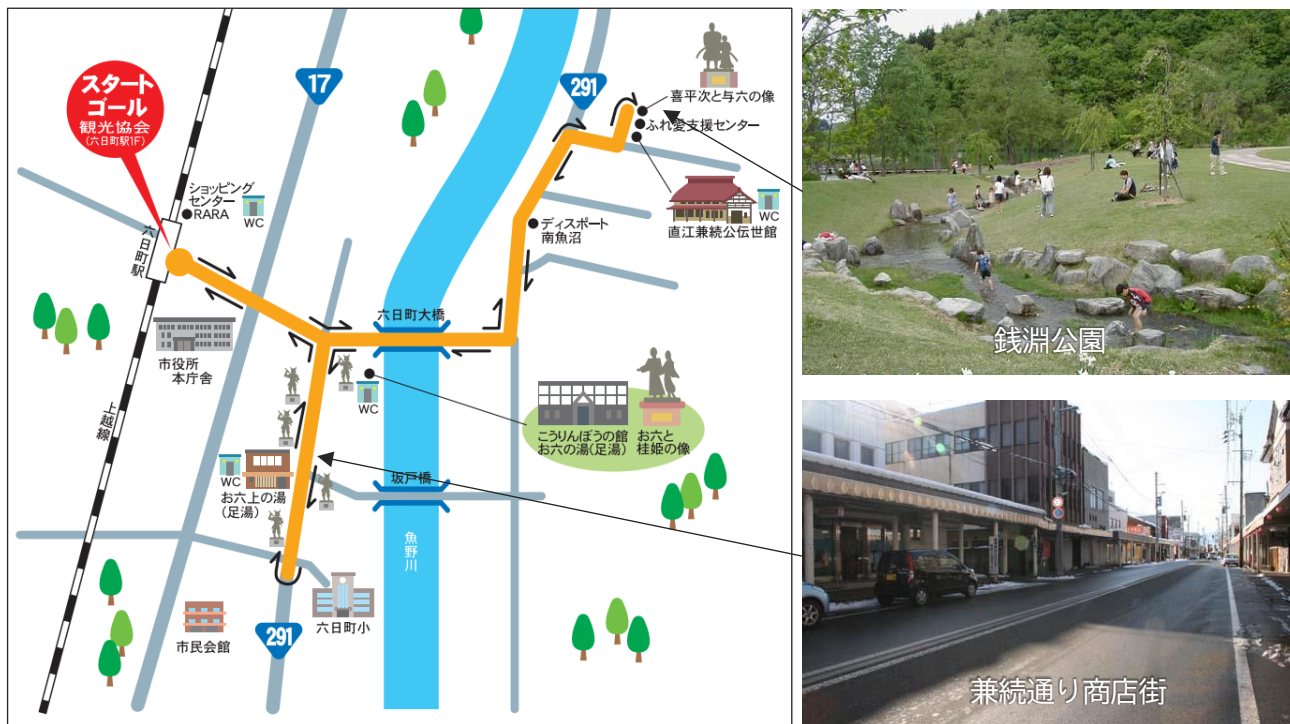 スタート
ゴール
観光協会
(六日町駅1F)
17
291
喜平次と与六の像
ふれ愛支援センター
ショッピング
センター
RARA
WC
直江兼続公伝世館
WC
六日町駅
ディスポート
南魚沼
六日町大橋
市役所
本庁舎
WC
こうりんぼうの館
お六の湯(足湯)
お六と
桂姫の像
上越線
WC
お六上の湯
(足湯)
坂戸橋
魚野川
六日町小
市民会館
291
銭淵公園
兼続通り商店街